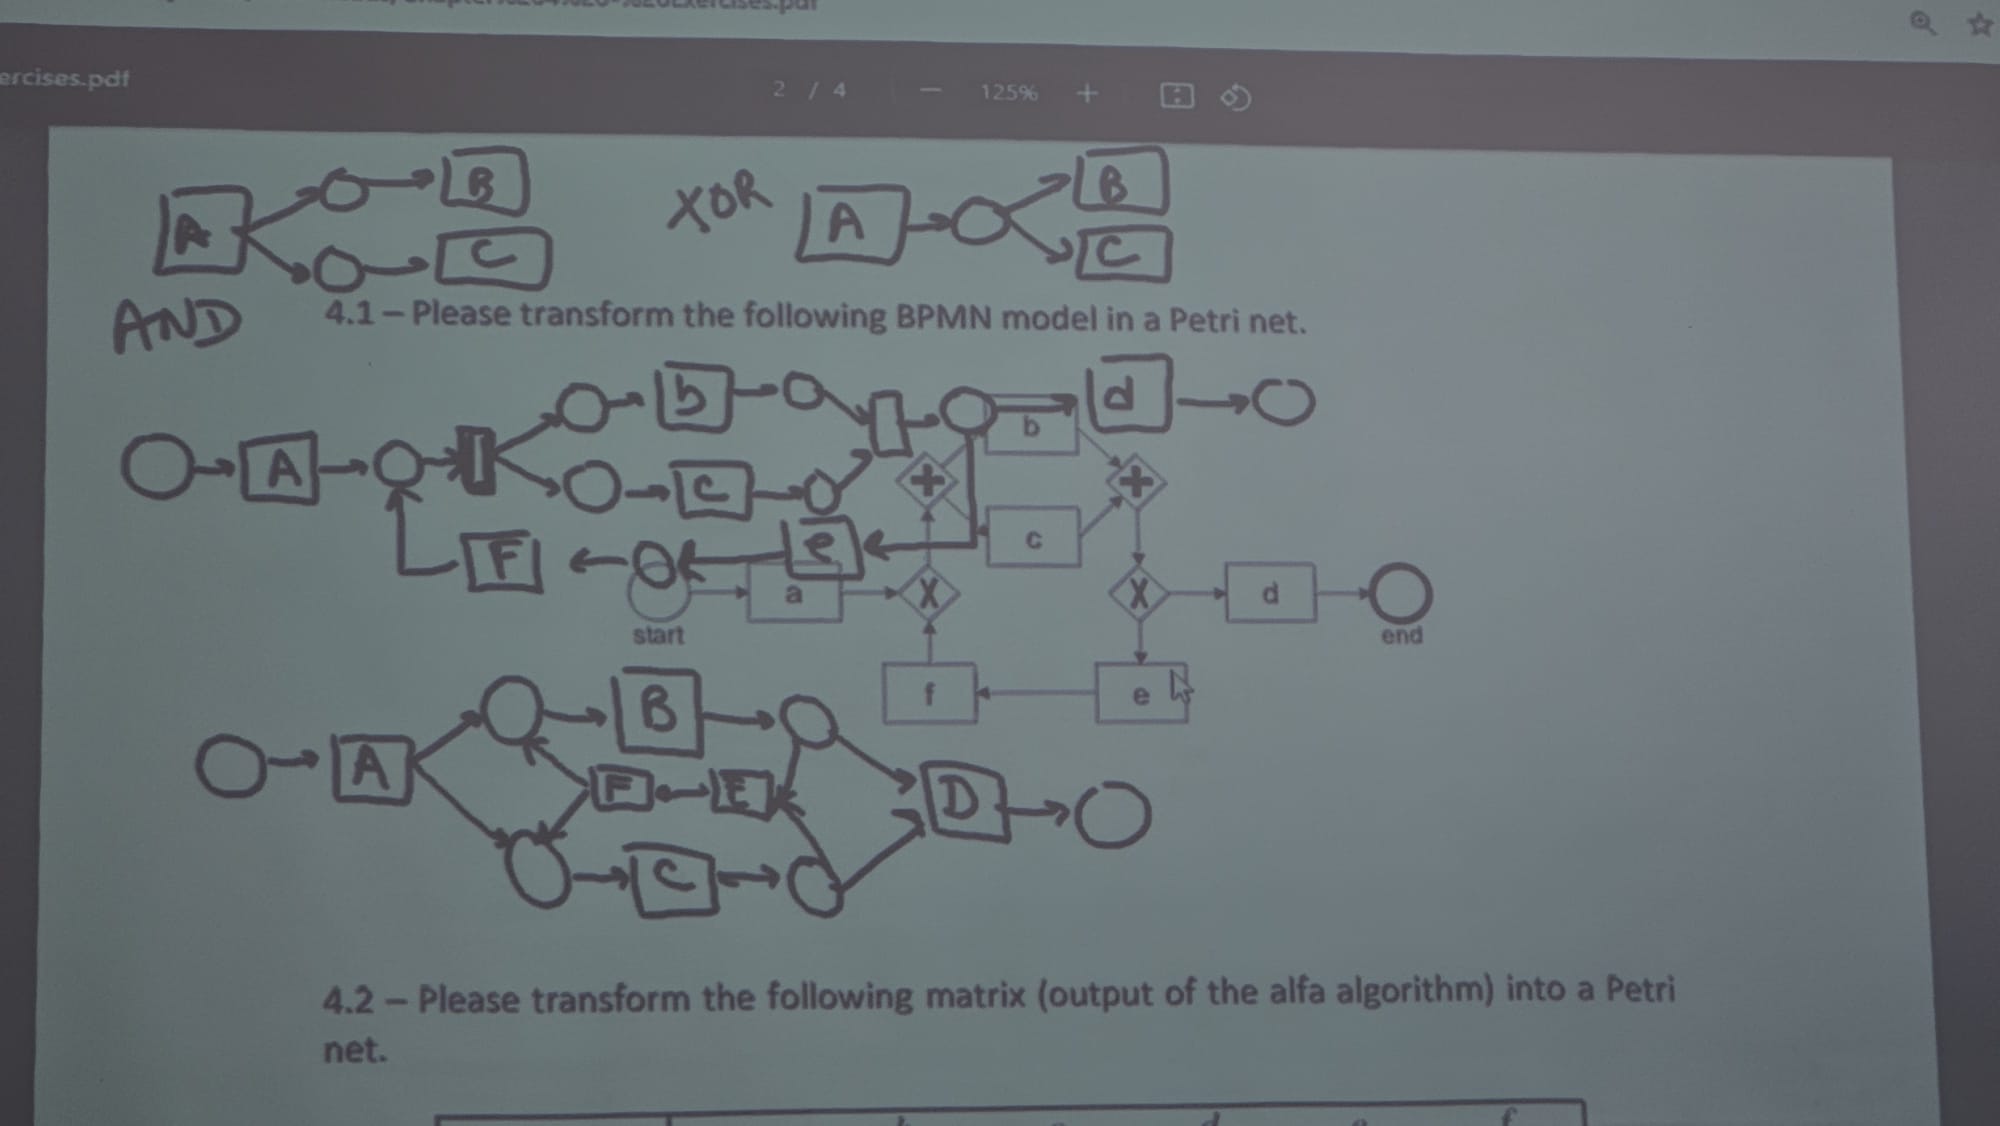 ercises.pdf
2 / 4
125%
A
B
C
XOR
A
B
C
AND
4.1 – Please transform the following BPMN model in a Petri net.
A
b
C
d
e
F
start
a
X
+
b
c
+
X
d
end
f
e
A
B
F
E
C
D
4.2 – Please transform the following matrix (output of the alfa algorithm) into a Petri
net.